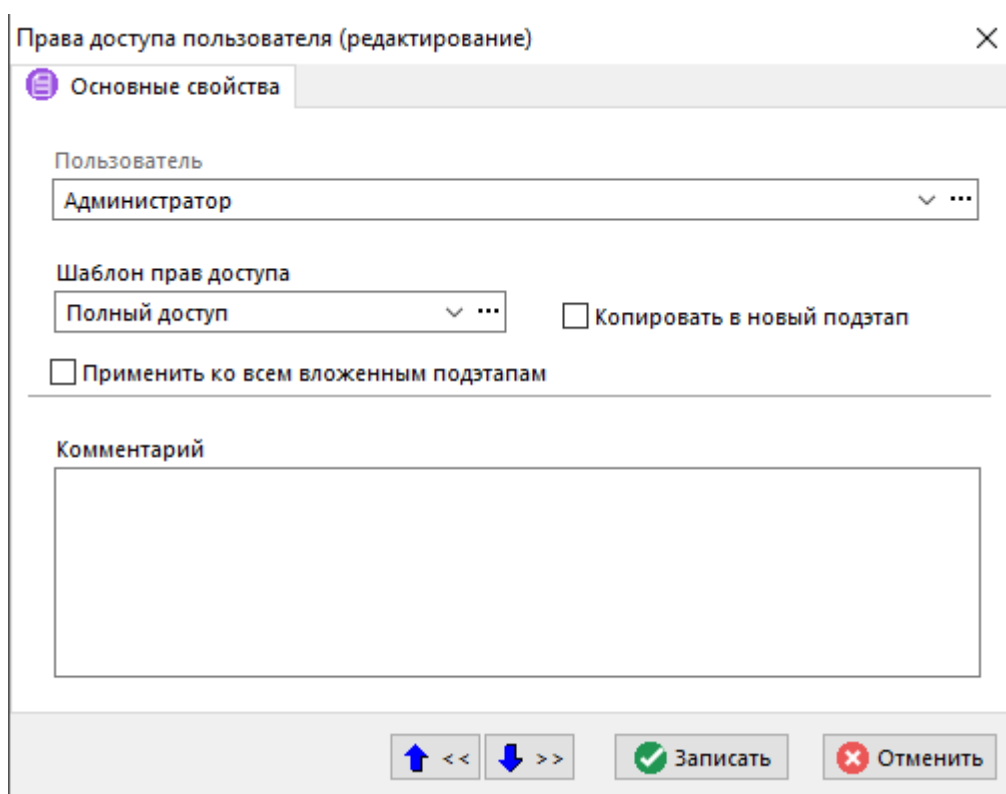 Права доступа пользователя (редактирование)
Основные свойства
Пользователь
Администратор
Шаблон прав доступа
Полный доступ
Копировать в новый подэтап
Применить ко всем вложенным подэтапам
Комментарий
<< >> Записать Отменить